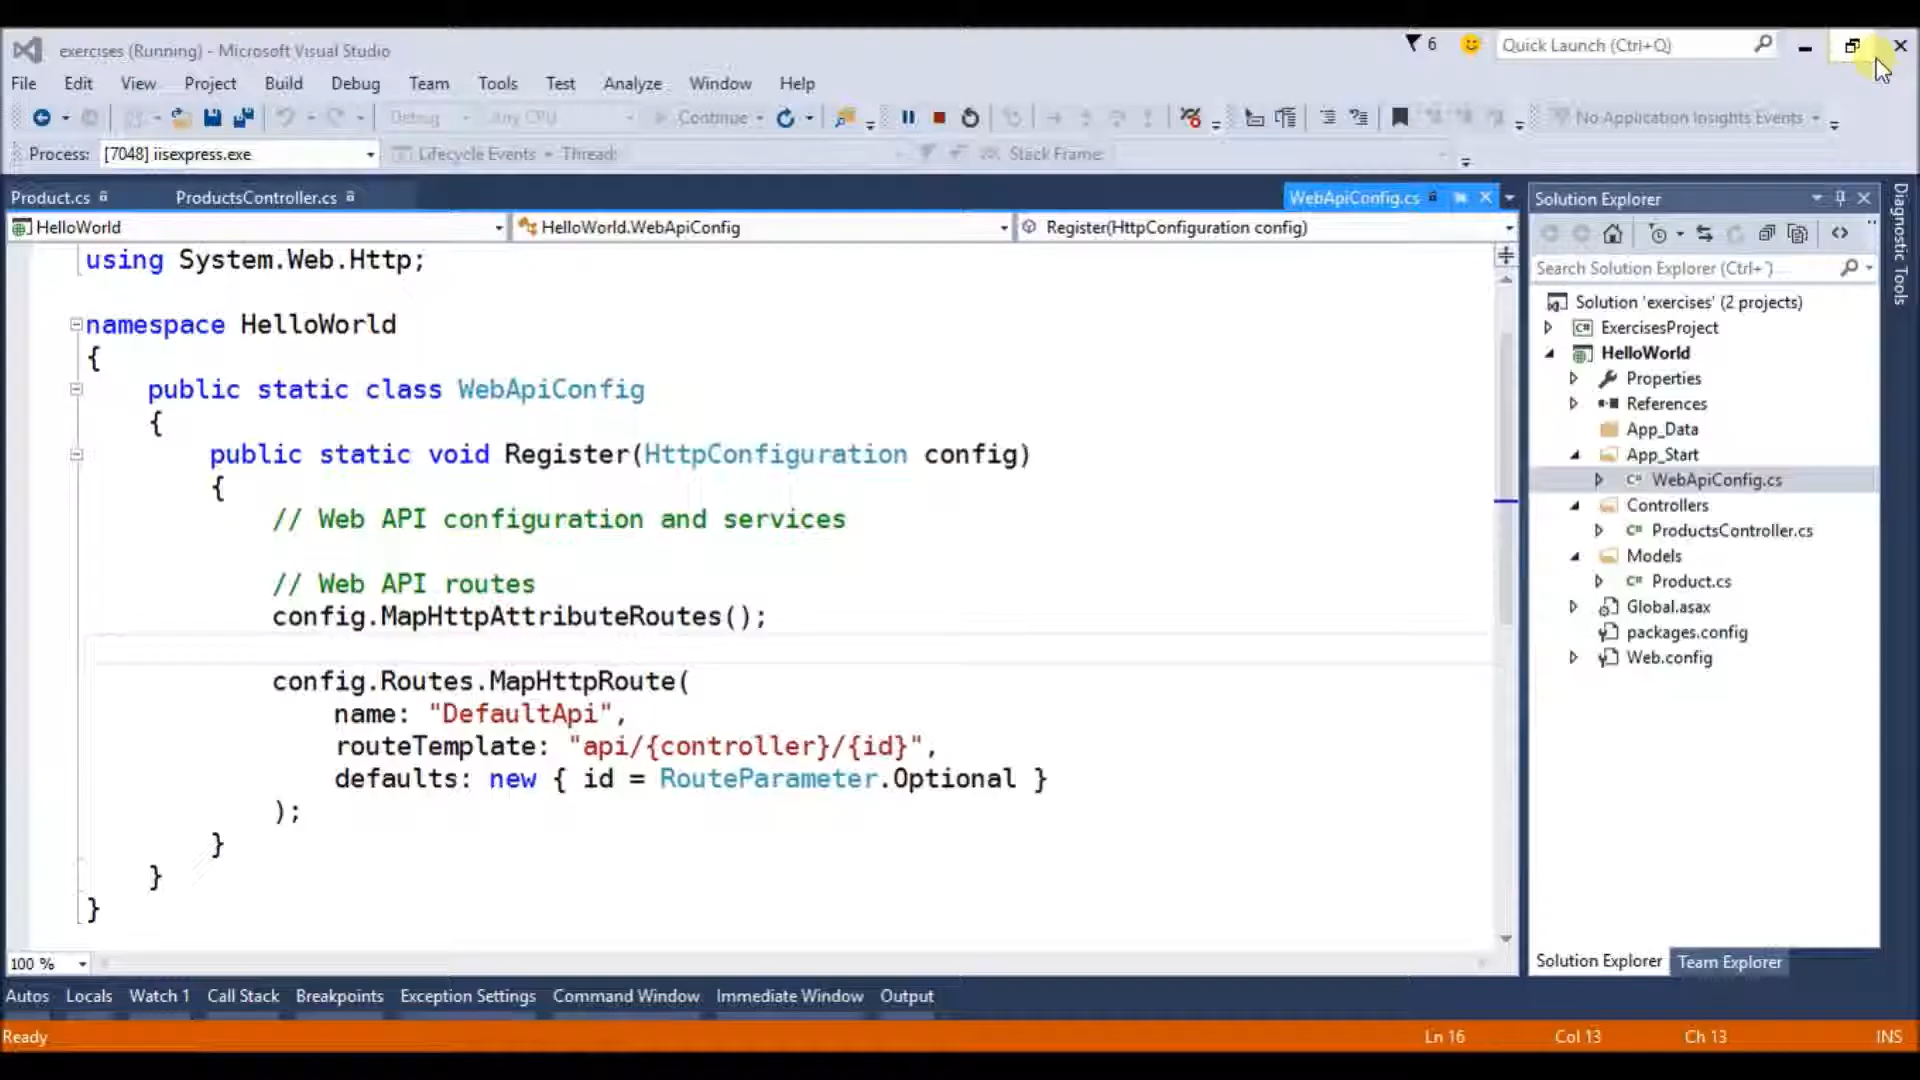 exercises (Running) - Microsoft Visual Studio
6
Quick Launch (Ctrl+Q)
File Edit View Project Build Debug Team Tools Test Analyze Window Help
Debug Any CPU Continue No Application Insights Events
Process: [7048] iisexpress.exe Lifecycle Events Thread: Stack Frame:
Product.cs ProductsController.cs WebApiConfig.cs
HelloWorld HelloWorld.WebApiConfig Register(HttpConfiguration config)
using System.Web.Http;
namespace HelloWorld
{
public static class WebApiConfig
{
public static void Register(HttpConfiguration config)
{
// Web API configuration and services
// Web API routes
config.MapHttpAttributeRoutes();
config.Routes.MapHttpRoute(
name: "DefaultApi",
routeTemplate: "api/{controller}/{id}",
defaults: new { id = RouteParameter.Optional }
);
}
}
}
100 %
Solution Explorer
Search Solution Explorer (Ctrl+¨)
Solution 'exercises' (2 projects)
C# ExercisesProject
HelloWorld
Properties
References
App_Data
App_Start
C# WebApiConfig.cs
Controllers
C# ProductsController.cs
Models
C# Product.cs
Global.asax
packages.config
Web.config
Solution Explorer Team Explorer
Diagnostic Tools
Autos Locals Watch 1 Call Stack Breakpoints Exception Settings Command Window Immediate Window Output
Ready Ln 16 Col 13 Ch 13 INS